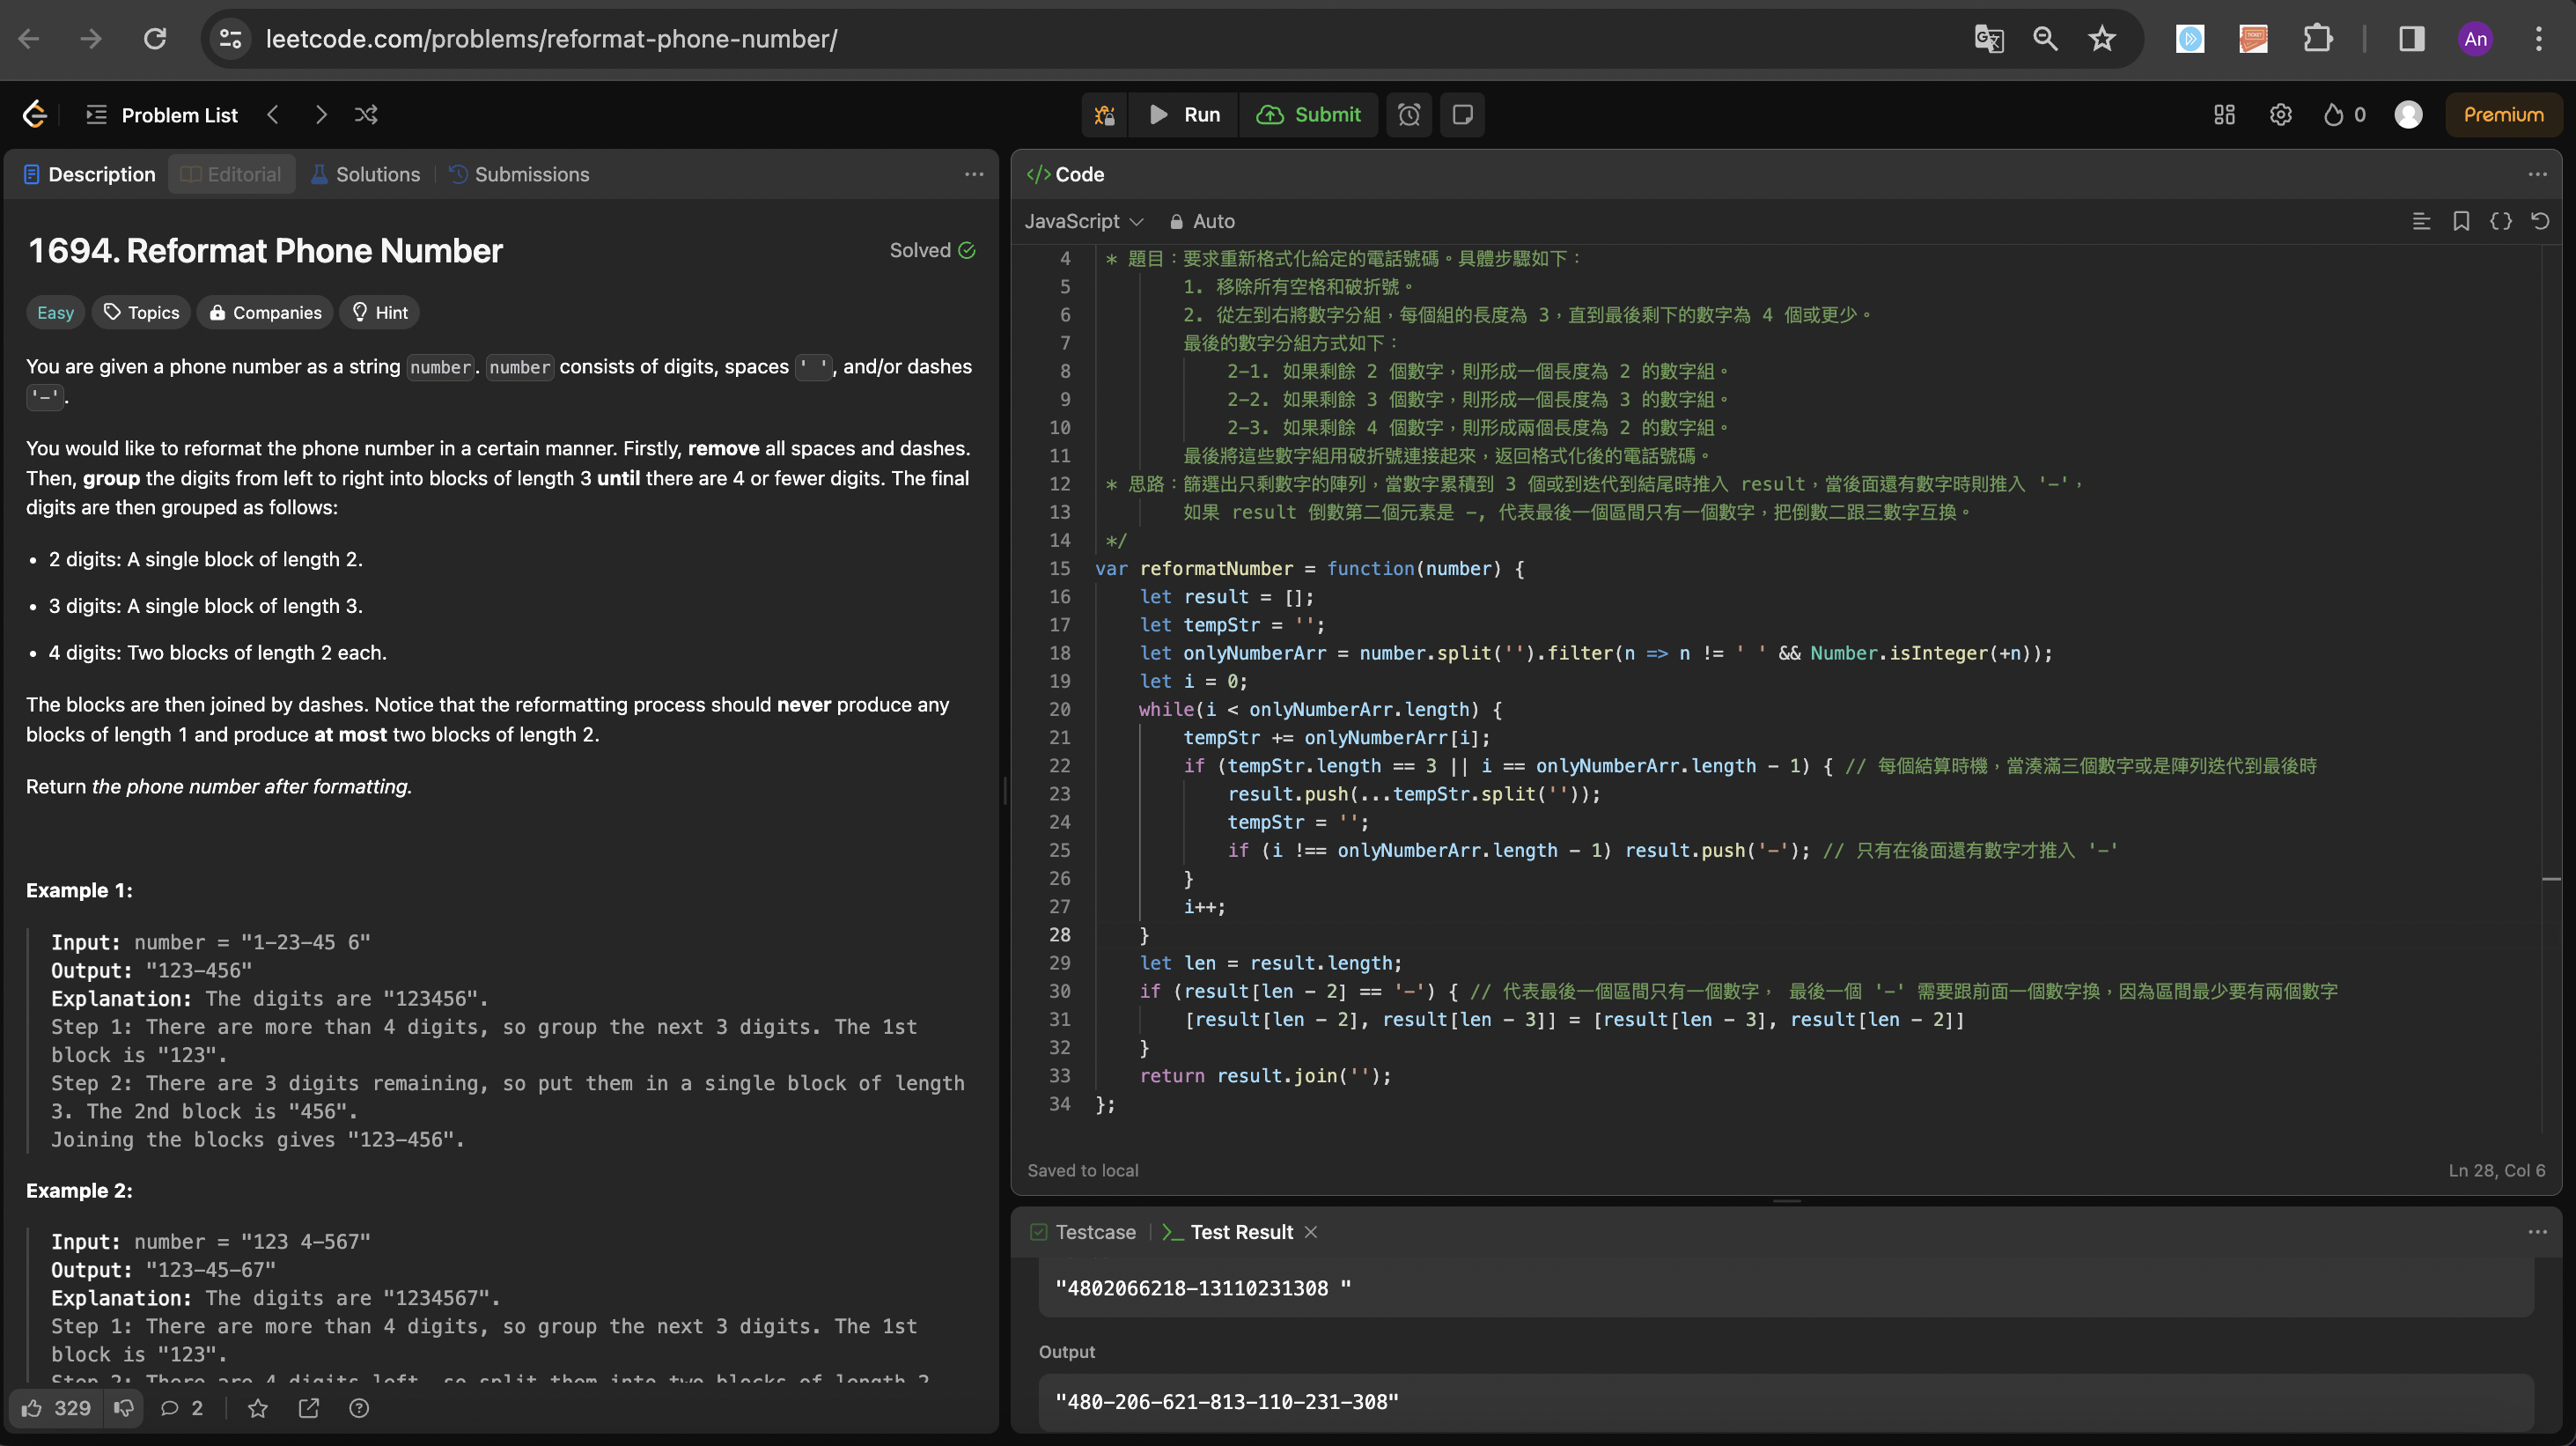 leetcode.com/problems/reformat-phone-number/
An
Problem List
Run
Submit
0
Premium
Description
Editorial
Solutions
Submissions
1694. Reformat Phone Number
Solved
Easy
Topics
Companies
Hint
You are given a phone number as a string number. number consists of digits, spaces ' ', and/or dashes
'-'.
You would like to reformat the phone number in a certain manner. Firstly, remove all spaces and dashes.
Then, group the digits from left to right into blocks of length 3 until there are 4 or fewer digits. The final
digits are then grouped as follows:
• 2 digits: A single block of length 2.
• 3 digits: A single block of length 3.
• 4 digits: Two blocks of length 2 each.
The blocks are then joined by dashes. Notice that the reformatting process should never produce any
blocks of length 1 and produce at most two blocks of length 2.
Return the phone number after formatting.
Example 1:
Input: number = "1-23-45 6"
Output: "123-456"
Explanation: The digits are "123456".
Step 1: There are more than 4 digits, so group the next 3 digits. The 1st
block is "123".
Step 2: There are 3 digits remaining, so put them in a single block of length
3. The 2nd block is "456".
Joining the blocks gives "123-456".
Example 2:
Input: number = "123 4-567"
Output: "123-45-67"
Explanation: The digits are "1234567".
Step 1: There are more than 4 digits, so group the next 3 digits. The 1st
block is "123".
Step 2: There are 4 digits left, so split them into two blocks of length 2
329
2
</> Code
JavaScript
Auto
4 * 題目：要求重新格式化給定的電話號碼。具體步驟如下：
5 1. 移除所有空格和破折號。
6 2. 從左到右將數字分組，每個組的長度為 3，直到最後剩下的數字為 4 個或更少。
7 最後的數字分組方式如下：
8 2-1. 如果剩餘 2 個數字，則形成一個長度為 2 的數字組。
9 2-2. 如果剩餘 3 個數字，則形成一個長度為 3 的數字組。
10 2-3. 如果剩餘 4 個數字，則形成兩個長度為 2 的數字組。
11 最後將這些數字組用破折號連接起來，返回格式化後的電話號碼。
12 * 思路：篩選出只剩數字的陣列，當數字累積到 3 個或到迭代到結尾時推入 result，當後面還有數字時則推入 '-'，
13 如果 result 倒數第二個元素是 -, 代表最後一個區間只有一個數字，把倒數二跟三數字互換。
14 */
15 var reformatNumber = function(number) {
16 let result = [];
17 let tempStr = '';
18 let onlyNumberArr = number.split('').filter(n => n != ' ' && Number.isInteger(+n));
19 let i = 0;
20 while(i < onlyNumberArr.length) {
21 tempStr += onlyNumberArr[i];
22 if (tempStr.length == 3 || i == onlyNumberArr.length - 1) { // 每個結算時機，當湊滿三個數字或是陣列迭代到最後時
23 result.push(...tempStr.split(''));
24 tempStr = '';
25 if (i !== onlyNumberArr.length - 1) result.push('-'); // 只有在後面還有數字才推入 '-'
26 }
27 i++;
28 }
29 let len = result.length;
30 if (result[len - 2] == '-') { // 代表最後一個區間只有一個數字， 最後一個 '-' 需要跟前面一個數字換，因為區間最少要有兩個數字
31 [result[len - 2], result[len - 3]] = [result[len - 3], result[len - 2]]
32 }
33 return result.join('');
34 };
Saved to local
Ln 28, Col 6
Testcase
Test Result
"4802066218-13110231308 "
Output
"480-206-621-813-110-231-308"